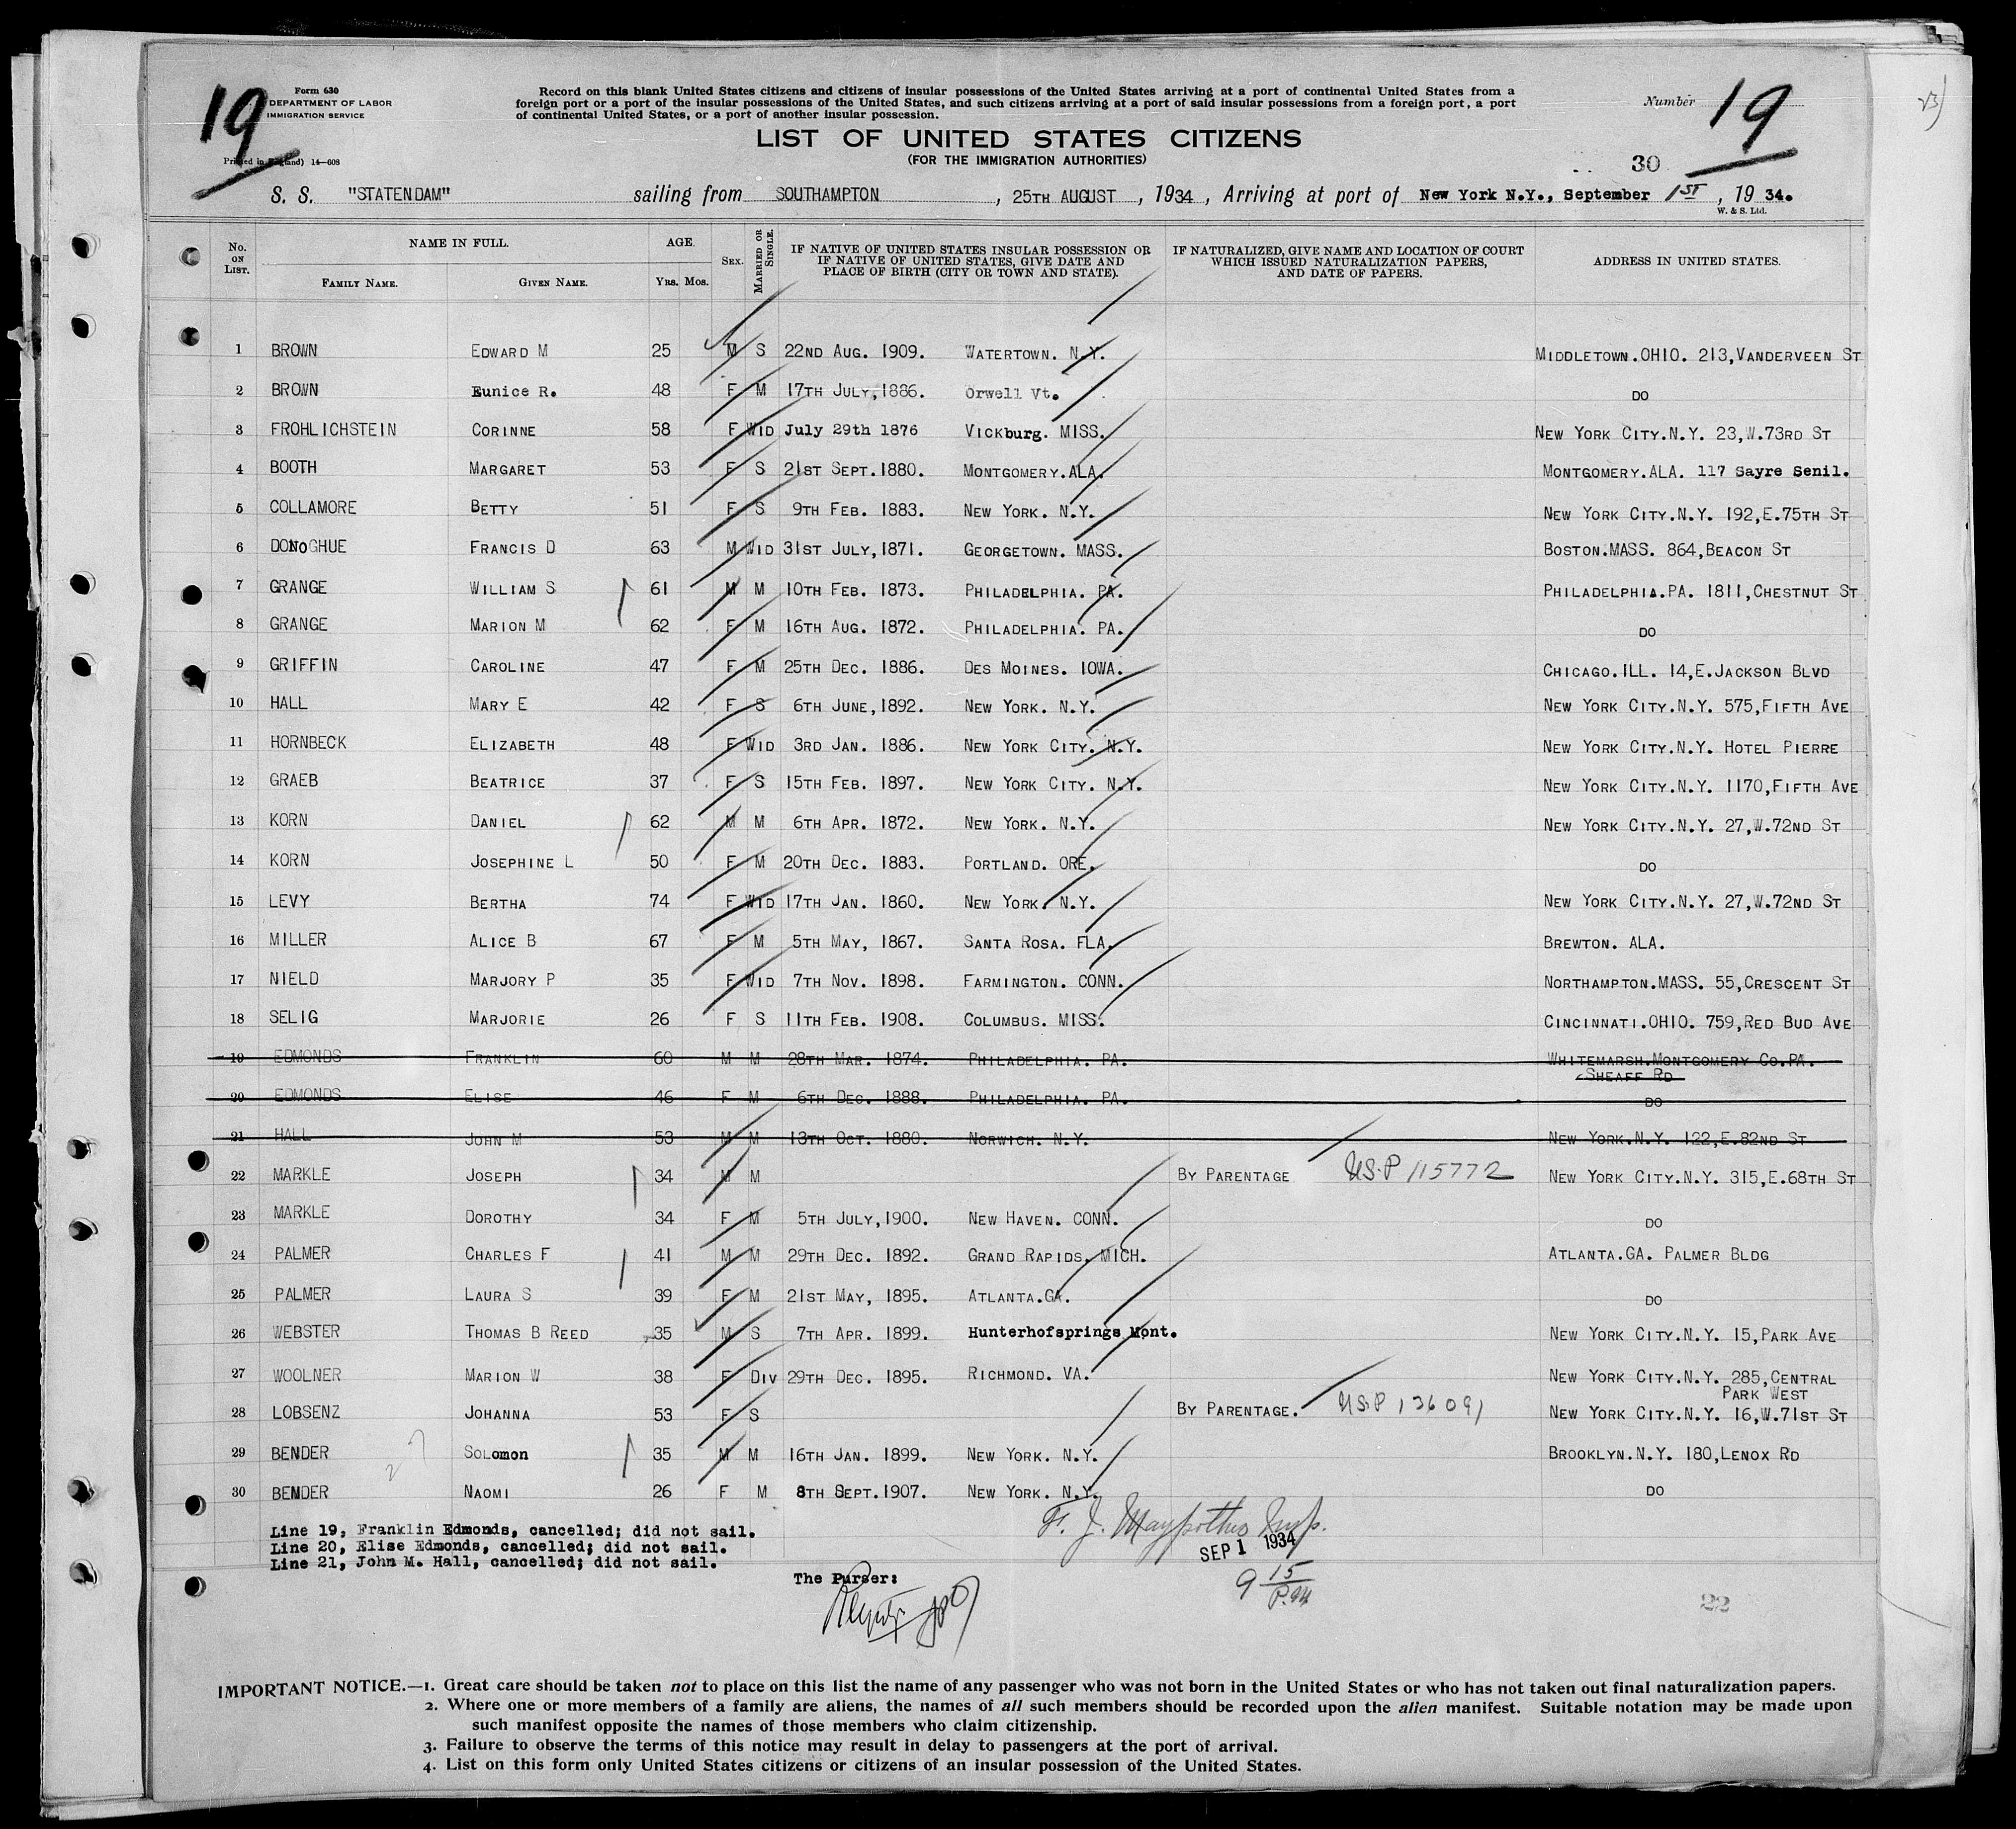 19
Form 630
DEPARTMENT OF LABOR
IMMIGRATION SERVICE
Record on this blank United States citizens and citizens of insular possessions of the United States arriving at a port of continental United States from a
foreign port or a port of the insular possessions of the United States, and such citizens arriving at a port of said insular possessions from a foreign port, a port
of continental United States, or a port of another insular possession.
Number 19
LIST OF UNITED STATES CITIZENS
(FOR THE IMMIGRATION AUTHORITIES)
Printed in England) 14—608
30
S. S. "STATENDAM" sailing from SOUTHAMPTON, 25TH AUGUST, 1934, Arriving at port of New York N.Y., September 1ST, 19 34.
W. & S. Ltd.
No. ON LIST. NAME IN FULL. FAMILY NAME. GIVEN NAME. AGE. YRS. MOS. SEX. MARRIED OR SINGLE. IF NATIVE OF UNITED STATES INSULAR POSSESSION OR IF NATIVE OF UNITED STATES, GIVE DATE AND PLACE OF BIRTH (CITY OR TOWN AND STATE). IF NATURALIZED, GIVE NAME AND LOCATION OF COURT WHICH ISSUED NATURALIZATION PAPERS, AND DATE OF PAPERS. ADDRESS IN UNITED STATES.
1 BROWN EDWARD M 25 M S 22ND AUG. 1909. WATERTOWN. N.Y. MIDDLETOWN.OHIO. 213,VANDERVEEN ST
2 BROWN Eunice R. 48 F M 17TH JULY,1886. Orwell Vt. DO
3 FROHLICHSTEIN CORINNE 58 F WID July 29th 1876 VICKburg. MISS. NEW YORK CITY.N.Y. 23,W.73RD ST
4 BOOTH MARGARET 53 F S 21ST SEPT.1880. MONTGOMERY.ALA. MONTGOMERY.ALA. 117 Sayre Senil.
5 COLLAMORE BETTY 51 F S 9TH FEB. 1883. NEW YORK. N.Y. NEW YORK CITY.N.Y. 192,E.75TH ST
6 DONOGHUE FRANCIS D 63 M WID 31ST JULY,1871. GEORGETOWN. MASS. BOSTON.MASS. 864,BEACON ST
7 GRANGE WILLIAM S 61 M M 10TH FEB. 1873. PHILADELPHIA. PA. PHILADELPHIA.PA. 1811,CHESTNUT ST
8 GRANGE MARION M 62 F M 16TH AUG. 1872. PHILADELPHIA. PA. DO
9 GRIFFIN CAROLINE 47 F M 25TH DEC. 1886. DES MOINES. IOWA. CHICAGO.ILL. 14,E.JACKSON BLVD
10 HALL MARY E 42 F S 6TH JUNE,1892. NEW YORK. N.Y. NEW YORK CITY.N.Y. 575,FIFTH AVE
11 HORNBECK ELIZABETH 48 F WID 3RD JAN. 1886. NEW YORK CITY. N.Y. NEW YORK CITY.N.Y. HOTEL PIERRE
12 GRAEB BEATRICE 37 F S 15TH FEB. 1897. NEW YORK CITY. N.Y. NEW YORK CITY.N.Y. 1170,FIFTH AVE
13 KORN DANIEL 62 M M 6TH APR. 1872. NEW YORK. N.Y. NEW YORK CITY.N.Y. 27,W.72ND ST
14 KORN JOSEPHINE L 50 F M 20TH DEC. 1883. PORTLAND. ORE. DO
15 LEVY BERTHA 74 F WID 17TH JAN. 1860. NEW YORK. N.Y. NEW YORK CITY.N.Y. 27,W.72ND ST
16 MILLER ALICE B 67 F M 5TH MAY, 1867. SANTA ROSA. FLA. BREWTON. ALA.
17 NIELD MARJORY P 35 F WID 7TH NOV. 1898. FARMINGTON. CONN. NORTHAMPTON.MASS. 55,CRESCENT ST
18 SELIG MARJORIE 26 F S 11TH FEB. 1908. COLUMBUS. MISS. CINCINNATI.OHIO. 759,RED BUD AVE
19 EDMONDS FRANKLIN 60 M M 28TH MAR. 1874. PHILADELPHIA. PA. WHITEMARSH.MONTGOMERY CO.PA.
SHEAFF RD
20 EDMONDS ELISE 46 F M 6TH DEC. 1888. PHILADELPHIA. PA. DO
21 HALL JOHN M 53 M M 13TH OCT. 1880. NORWICH. N.Y. NEW YORK.N.Y. 122,E.82ND ST
22 MARKLE JOSEPH 34 M M BY PARENTAGE U.S.P 115772 NEW YORK CITY.N.Y. 315,E.68TH ST
23 MARKLE DOROTHY 34 F M 5TH JULY,1900. NEW HAVEN. CONN. DO
24 PALMER CHARLES F 41 M M 29TH DEC. 1892. GRAND RAPIDS. MICH. ATLANTA.GA. PALMER BLDG
25 PALMER LAURA S 39 F M 21ST MAY, 1895. ATLANTA.GA. DO
26 WEBSTER THOMAS B REED 35 M S 7TH APR. 1899. Hunterhofsprings Mont. NEW YORK CITY.N.Y. 15,PARK AVE
27 WOOLNER MARION W 38 F DIV 29TH DEC. 1895. RICHMOND. VA. NEW YORK CITY.N.Y. 285,CENTRAL
PARK WEST
28 LOBSENZ JOHANNA 53 F S BY PARENTAGE. U.S.P 136091 NEW YORK CITY.N.Y. 16,W.71ST ST
29 BENDER SOLomon 35 M M 16TH JAN. 1899. NEW YORK. N.Y. BROOKLYN.N.Y. 180,LENOX RD
30 BENDER NAOMI 26 F M 8TH SEPT.1907. NEW YORK. N.Y. DO
Line 19, Franklin Edmonds, cancelled; did not sail.
Line 20, Elise Edmonds, cancelled; did not sail.
Line 21, John M. Hall, cancelled; did not sail.
F. J. Insp.
SEP 1 1934
9 15 P.M
The Purser:
22
IMPORTANT NOTICE.—1. Great care should be taken not to place on this list the name of any passenger who was not born in the United States or who has not taken out final naturalization papers.
2. Where one or more members of a family are aliens, the names of all such members should be recorded upon the alien manifest. Suitable notation may be made upon
such manifest opposite the names of those members who claim citizenship.
3. Failure to observe the terms of this notice may result in delay to passengers at the port of arrival.
4. List on this form only United States citizens or citizens of an insular possession of the United States.